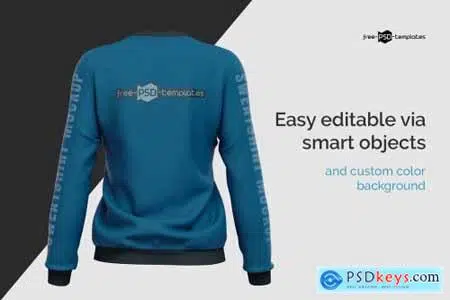 free-PSD-templates
free-PSD-templates
SWEATSHIRT MOCKUP
SWEATSHIRT MOCKUP
Easy editable via
smart objects
and custom color
background
PSDkeys.com